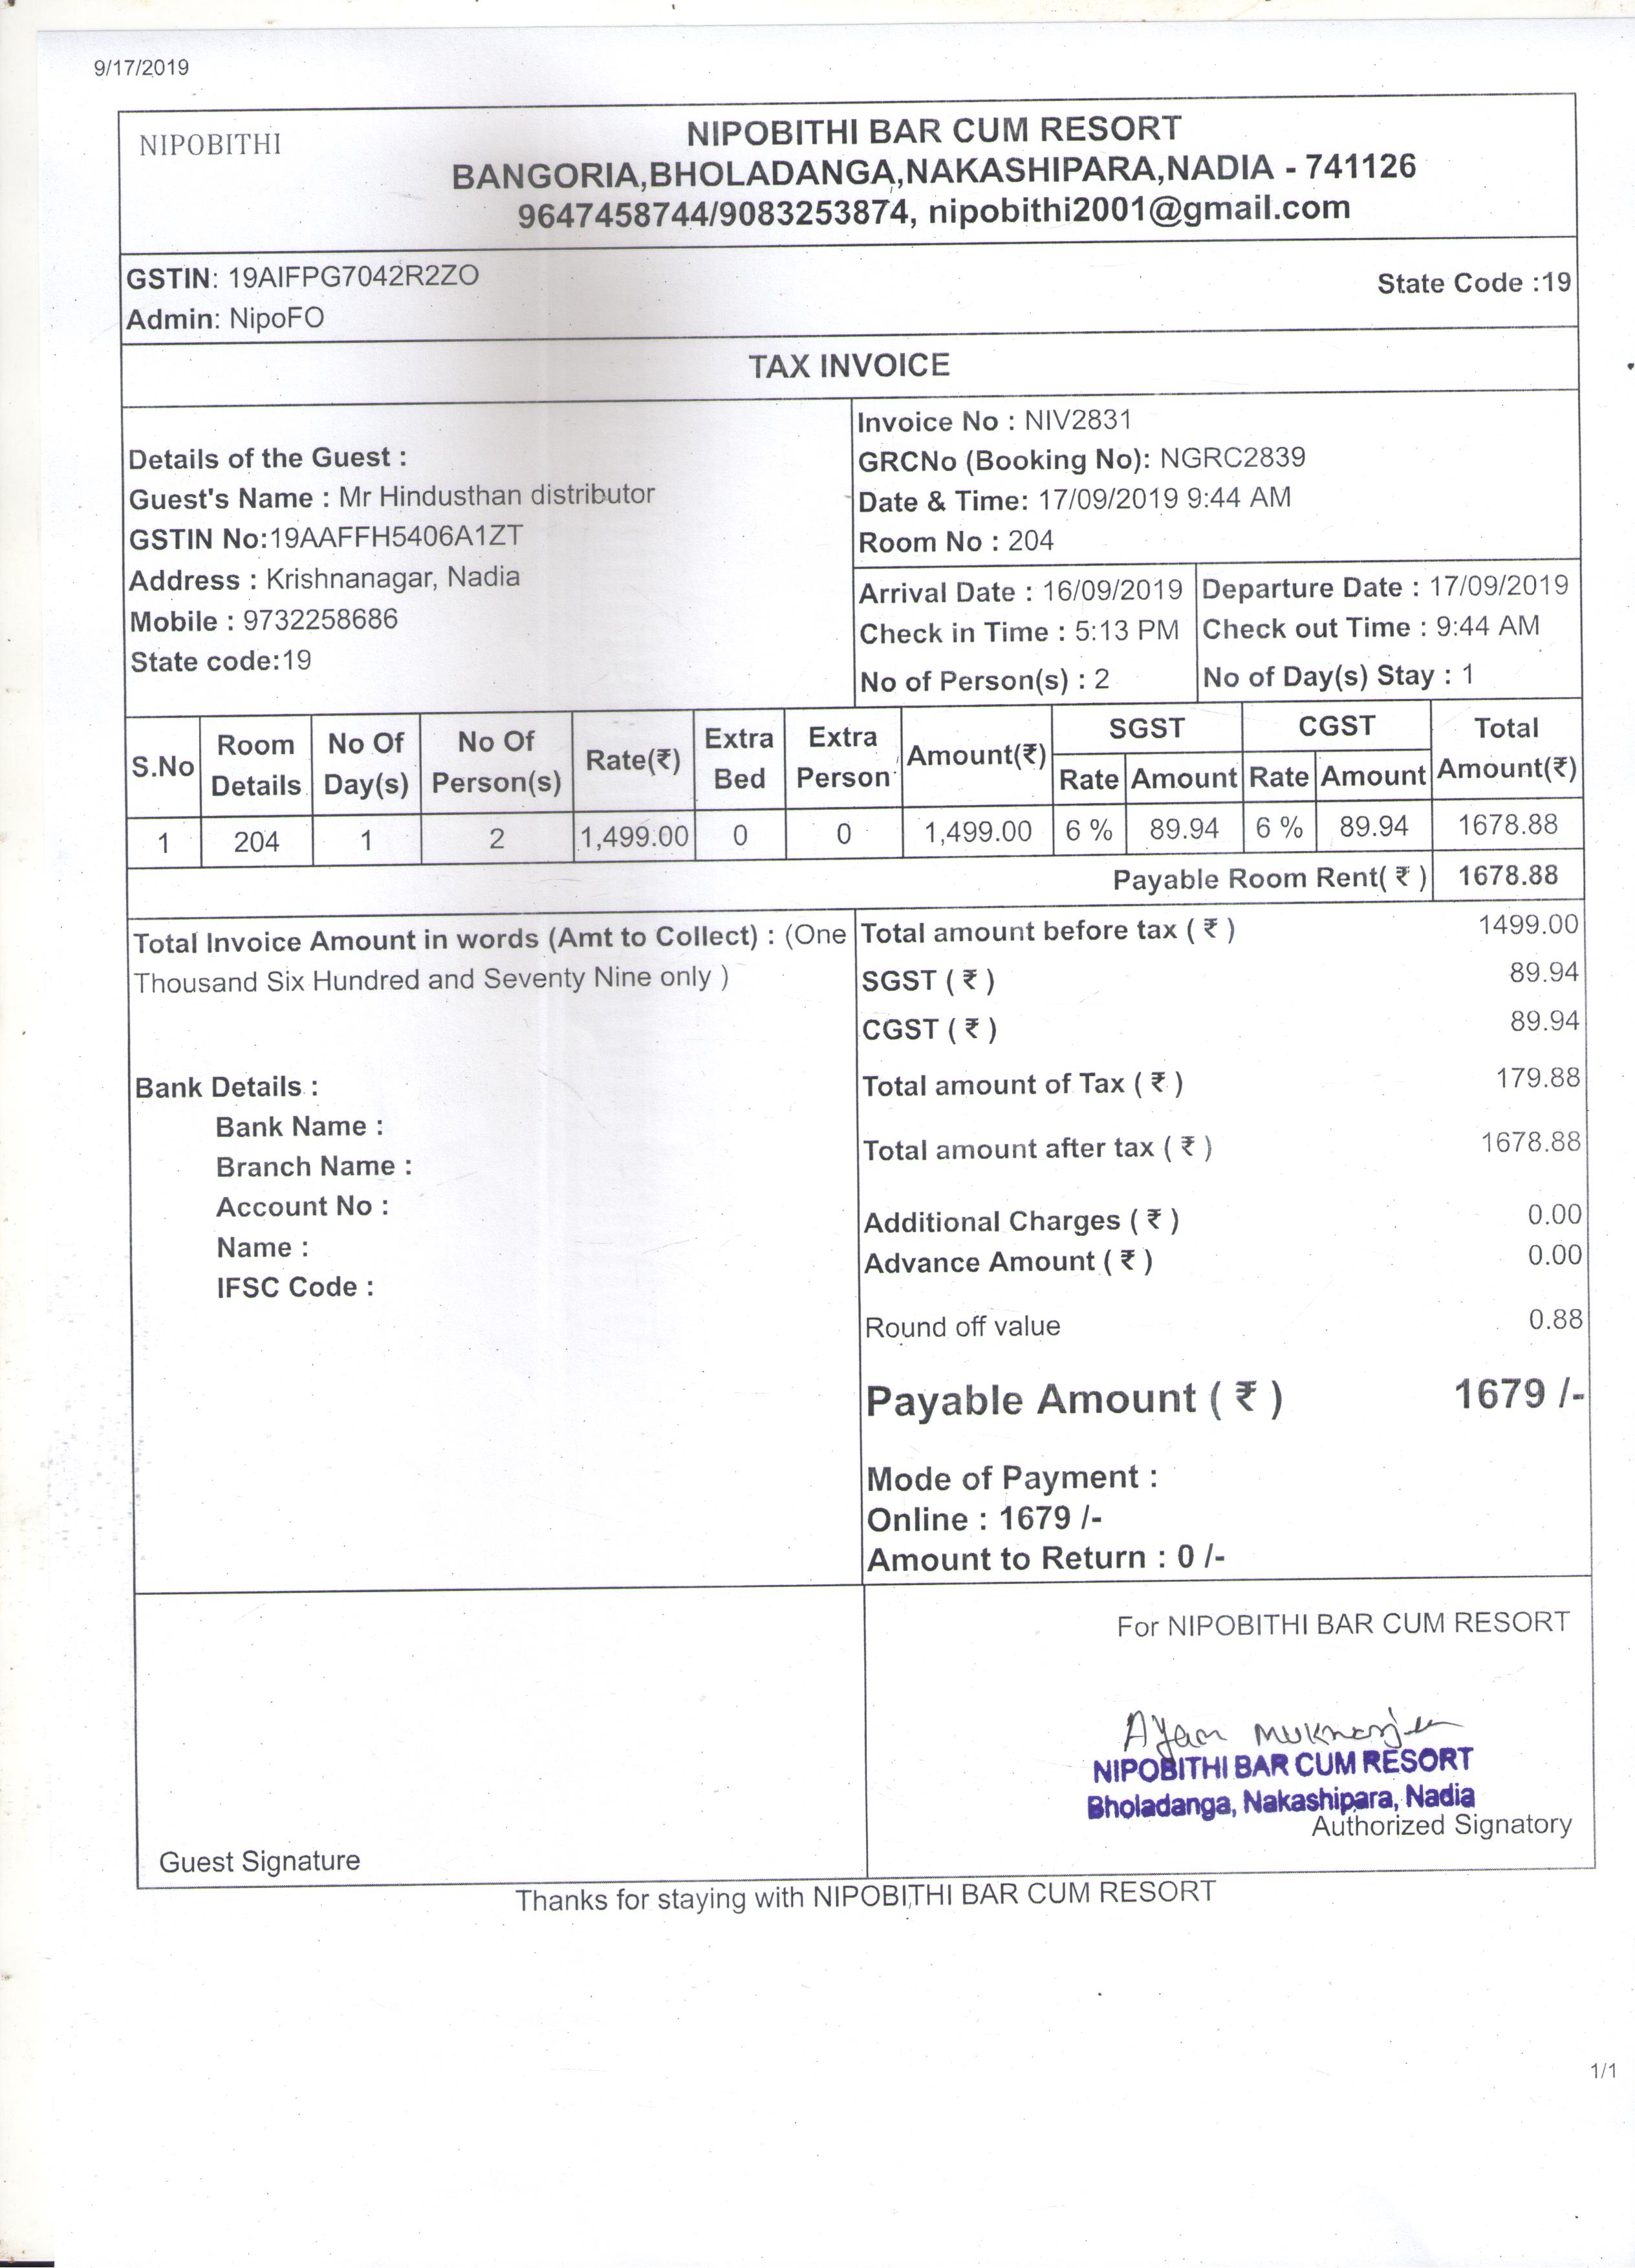 9/17/2019
NIPOBITHI
NIPOBITHI BAR CUM RESORT
BANGORIA,BHOLADANGA,NAKASHIPARA,NADIA - 741126
9647458744/9083253874, nipobithi2001@gmail.com
GSTIN: 19AIFPG7042R2ZO
State Code :19
Admin: NipoFO
TAX INVOICE
Details of the Guest :
Guest's Name : Mr Hindusthan distributor
GSTIN No:19AAFFH5406A1ZT
Address : Krishnanagar, Nadia
Mobile : 9732258686
State code:19
Invoice No : NIV2831
GRCNo (Booking No): NGRC2839
Date & Time: 17/09/2019 9:44 AM
Room No : 204
Arrival Date : 16/09/2019
Check in Time : 5:13 PM
No of Person(s) : 2
Departure Date : 17/09/2019
Check out Time : 9:44 AM
No of Day(s) Stay : 1
S.No Room Details No Of Day(s) No Of Person(s) Rate(₹) Extra Bed Extra Person Amount(₹) SGST CGST Total Amount(₹)
Rate Amount Rate Amount
1 204 1 2 1,499.00 0 0 1,499.00 6 % 89.94 6 % 89.94 1678.88
Payable Room Rent( ₹ ) 1678.88
Total Invoice Amount in words (Amt to Collect) : (One
Thousand Six Hundred and Seventy Nine only )
Bank Details :
Bank Name :
Branch Name :
Account No :
Name :
IFSC Code :
Total amount before tax ( ₹ ) 1499.00
SGST ( ₹ ) 89.94
CGST ( ₹ ) 89.94
Total amount of Tax ( ₹ ) 179.88
Total amount after tax ( ₹ ) 1678.88
Additional Charges ( ₹ ) 0.00
Advance Amount ( ₹ ) 0.00
Round off value 0.88
Payable Amount ( ₹ ) 1679 /-
Mode of Payment :
Online : 1679 /-
Amount to Return : 0 /-
For NIPOBITHI BAR CUM RESORT
NIPOBITHI BAR CUM RESORT
Bholadanga, Nakashipara, Nadia
Authorized Signatory
Guest Signature
Thanks for staying with NIPOBITHI BAR CUM RESORT
1/1